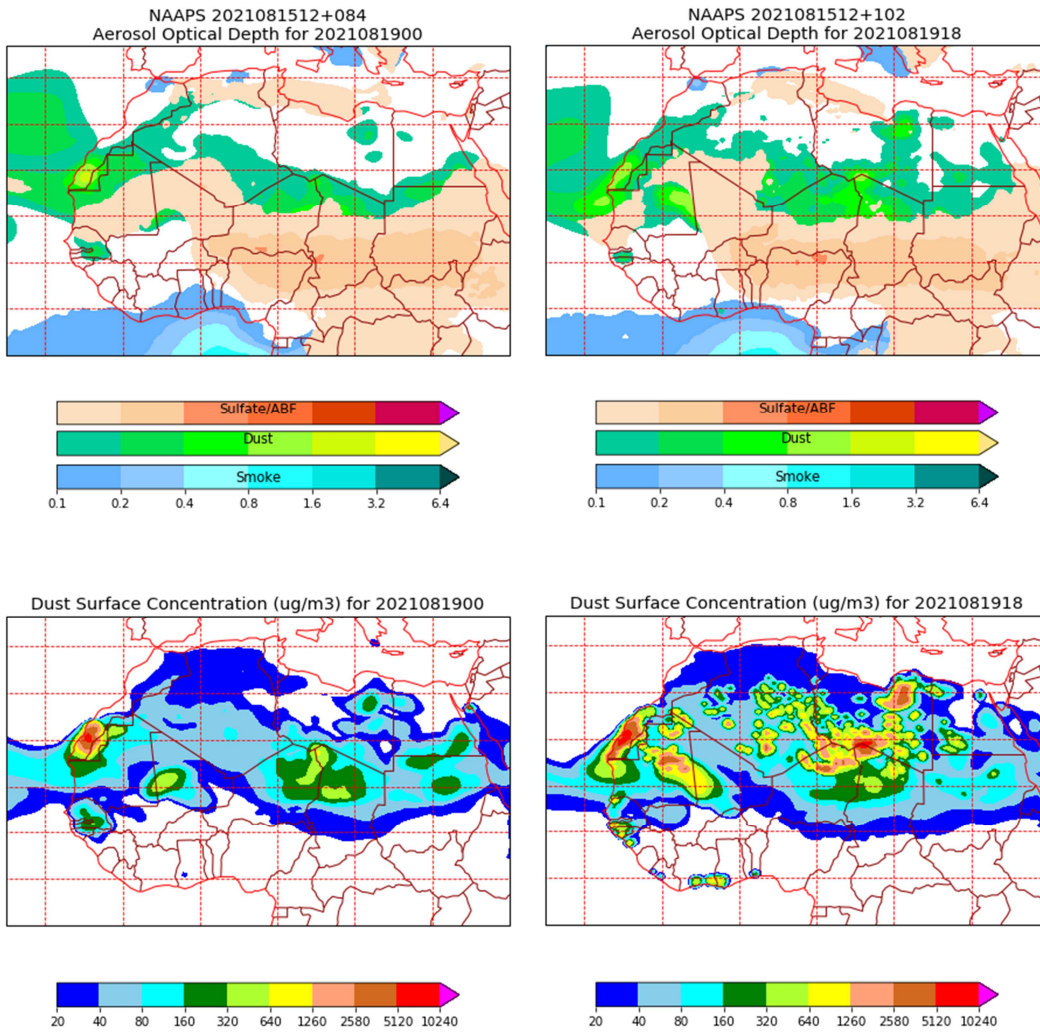 NAAPS 2021081512+084
Aerosol Optical Depth for 2021081900
NAAPS 2021081512+102
Aerosol Optical Depth for 2021081918
Sulfate/ABF
Dust
Smoke
0.1 0.2 0.4 0.8 1.6 3.2 6.4
Sulfate/ABF
Dust
Smoke
0.1 0.2 0.4 0.8 1.6 3.2 6.4
Dust Surface Concentration (ug/m3) for 2021081900
Dust Surface Concentration (ug/m3) for 2021081918
20 40 80 160 320 640 1260 2580 5120 10240
20 40 80 160 320 640 1260 2580 5120 10240